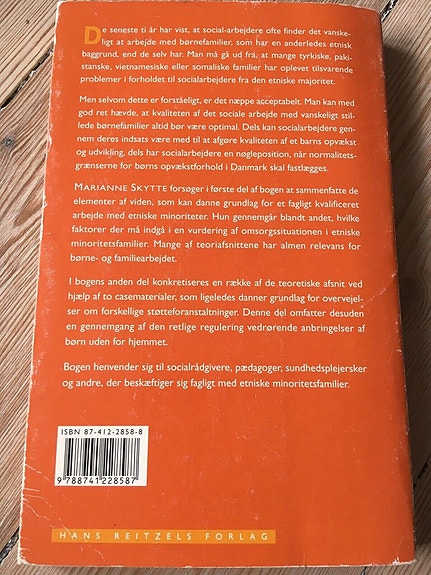 De seneste ti år har vist, at social-arbejdere ofte finder det vanske-
ligt at arbejde med børnefamilier, som har en anderledes etnisk
baggrund, end de selv har. Man må gå ud fra, at mange tyrkiske, paki-
stanske, vietnamesiske eller somaliske familier har oplevet tilsvarende
problemer i forholdet til socialarbejdere fra den etniske majoritet.
Men selvom dette er forståeligt, er det næppe acceptabelt. Man kan med
god ret hævde, at kvaliteten af det sociale arbejde med vanskeligt stil-
lede børnefamilier altid bør være optimal. Dels kan socialarbejdere gen-
nem deres indsats være med til at afgøre kvaliteten af et barns opvækst
og udvikling, dels har socialarbejdere en nøgleposition, når normalitets-
grænserne for børns opvækstforhold i Danmark skal fastlægges.
MARIANNE SKYTTE forsøger i første del af bogen at sammenfatte de
elementer af viden, som kan danne grundlag for et fagligt kvalificeret
arbejde med etniske minoriteter. Hun gennemgår blandt andet, hvilke
faktorer der må indgå i en vurdering af omsorgssituationen i etniske
minoritetsfamilier. Mange af teoriafsnittene har almen relevans for
børne- og familiearbejdet.
I bogens anden del konkretiseres en række af de teoretiske afsnit ved
hjælp af to casematerialer, som ligeledes danner grundlag for overvejel-
ser om forskellige støtteforanstaltninger. Denne del omfatter desuden
en gennemgang af den retlige regulering vedrørende anbringelser af
børn uden for hjemmet.
Bogen henvender sig til socialrådgivere, pædagoger, sundhedsplejersker
og andre, der beskæftiger sig fagligt med etniske minoritetsfamilier.
ISBN 87-412-2858-8
9 788741 228587
HANS REITZELS FORLAG